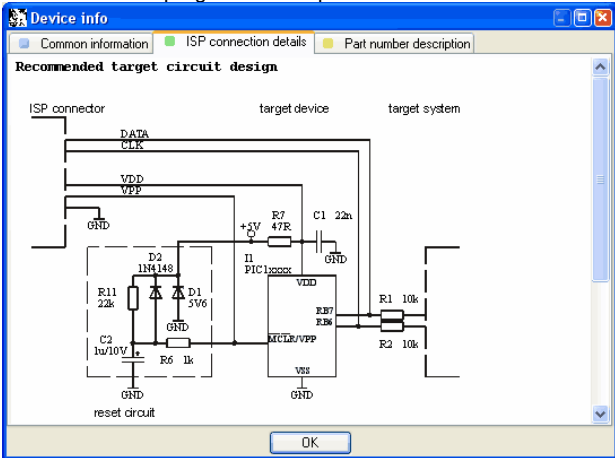 Device info
Common information
ISP connection details
Part number description
Recommended target circuit design
ISP connector
target device
target system
DATA
CLK
VDD
VPP
GND
+5V
R7
47R
C1 22n
GND
D2
1N4148
I1
PIC1xxxx
VDD
R11
22k
D1
5V6
RB7
RB6
R1 10k
GND
MCLR/VPP
C2
1u/10V
R6 1k
R2 10k
VSS
GND
GND
reset circuit
OK